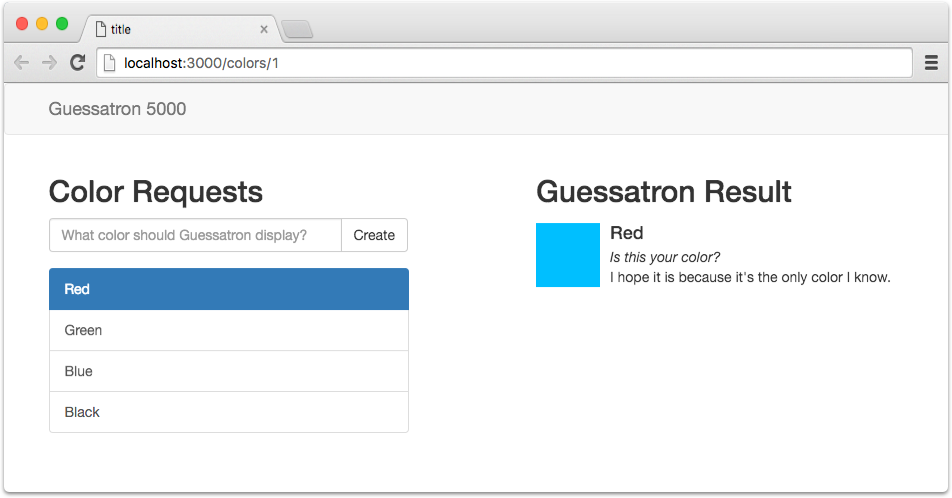 title
localhost:3000/colors/1
Guessatron 5000
Color Requests
What color should Guessatron display? Create
Red
Green
Blue
Black
Guessatron Result
Red
Is this your color?
I hope it is because it's the only color I know.